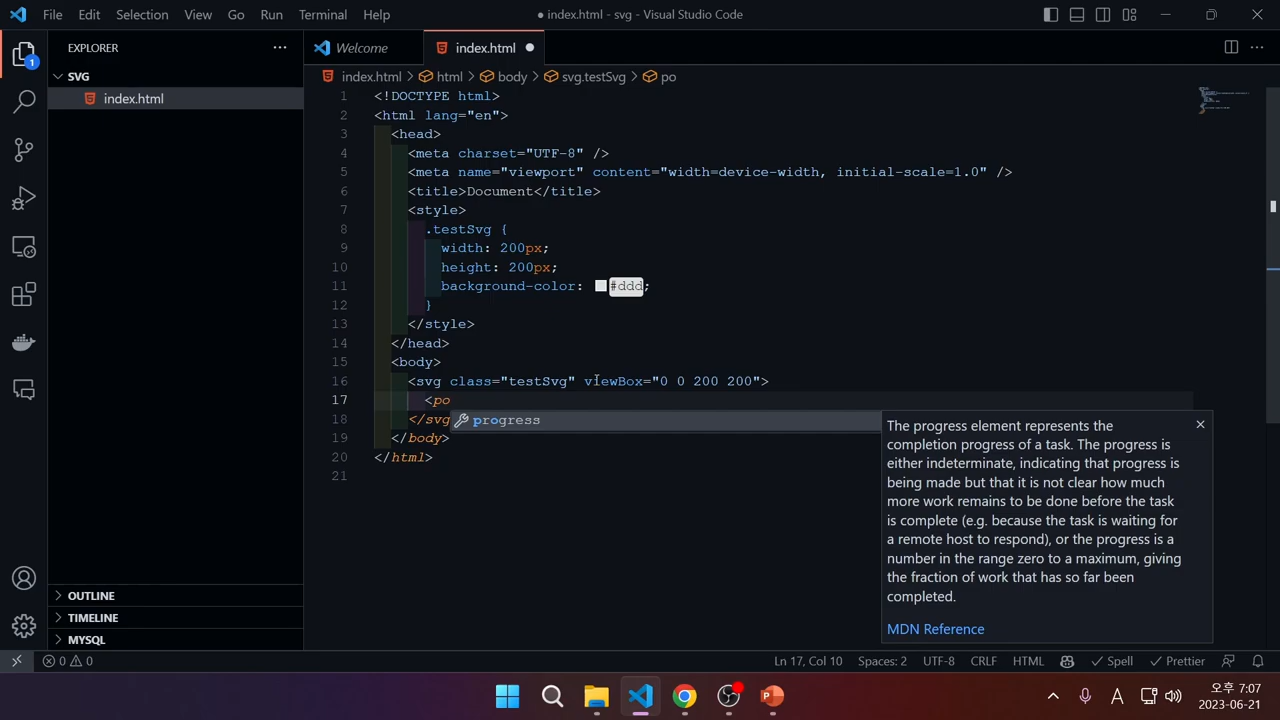 File Edit Selection View Go Run Terminal Help
● index.html - svg - Visual Studio Code
EXPLORER
SVG
index.html
1
Welcome
index.html
index.html > html > body > svg.testSvg > po
1 <!DOCTYPE html>
2 <html lang="en">
3 <head>
4 <meta charset="UTF-8" />
5 <meta name="viewport" content="width=device-width, initial-scale=1.0" />
6 <title>Document</title>
7 <style>
8 .testSvg {
9 width: 200px;
10 height: 200px;
11 background-color: #ddd;
12 }
13 </style>
14 </head>
15 <body>
16 <svg class="testSvg" viewBox="0 0 200 200">
17 <po
18 </svg
19 </body>
20 </html>
21
progress
The progress element represents the
completion progress of a task. The progress is
either indeterminate, indicating that progress is
being made but that it is not clear how much
more work remains to be done before the task
is complete (e.g. because the task is waiting for
a remote host to respond), or the progress is a
number in the range zero to a maximum, giving
the fraction of work that has so far been
completed.
MDN Reference
OUTLINE
TIMELINE
MYSQL
0 0
Ln 17, Col 10 Spaces: 2 UTF-8 CRLF HTML Spell Prettier
A
오후 7:07
2023-06-21